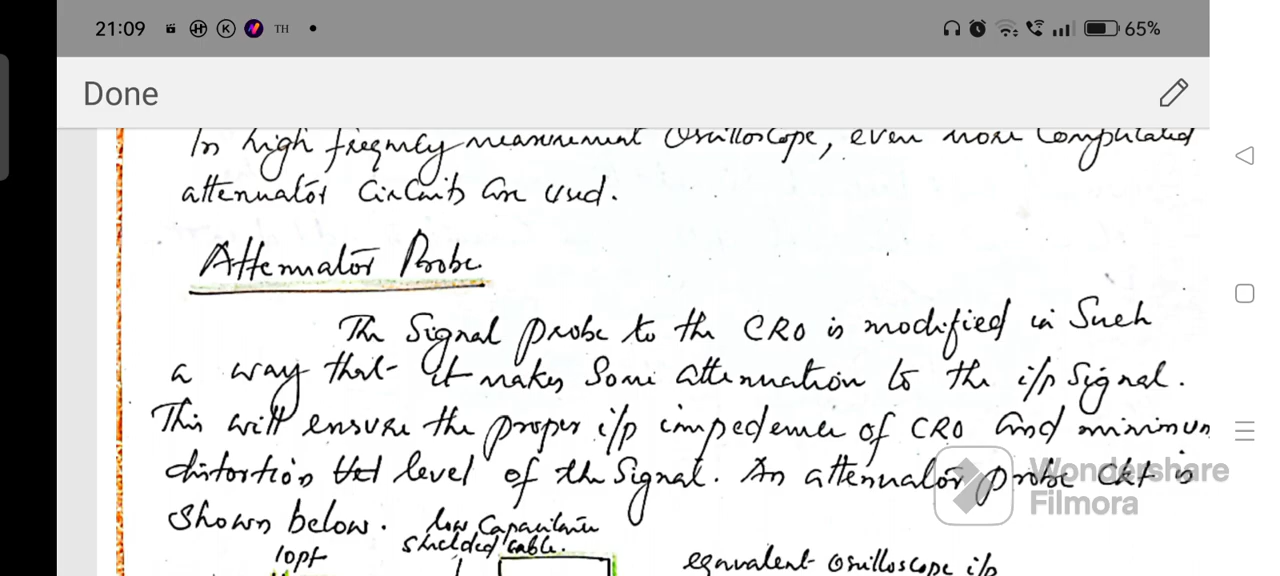 21:09 TH 65%
Done
In high frequncy measurement Oscilloscope, even more Complicated
attenuator Circuits are used.
Attenuator Probe
The Signal probe to the CRO is modified in Such
a way that it makes Some attenuation to the i/p Signal.
This will ensure the proper i/p impedence of CRO and minimum
distortion level of the Signal. An attenuator probe ckt is
Shown below. low Capacitance
shielded cable.
10pf
equivalent oscilloscope i/p
Wondershare
Filmora